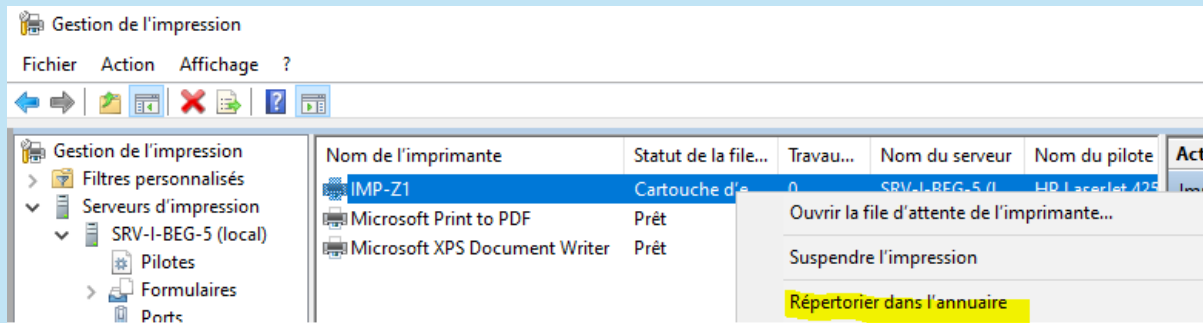 Gestion de l'impression
Fichier Action Affichage ?
Gestion de l'impression
Filtres personnalisés
Serveurs d'impression
SRV-I-BEG-5 (local)
Pilotes
Formulaires
Ports
Nom de l'imprimante Statut de la file... Travau... Nom du serveur Nom du pilote Act
IMP-Z1 Cartouche d'e... 0 SRV-I-BEG-5 (l... HP LaserJet 425
Microsoft Print to PDF Prêt
Microsoft XPS Document Writer Prêt
Ouvrir la file d'attente de l'imprimante...
Suspendre l'impression
Répertorier dans l'annuaire